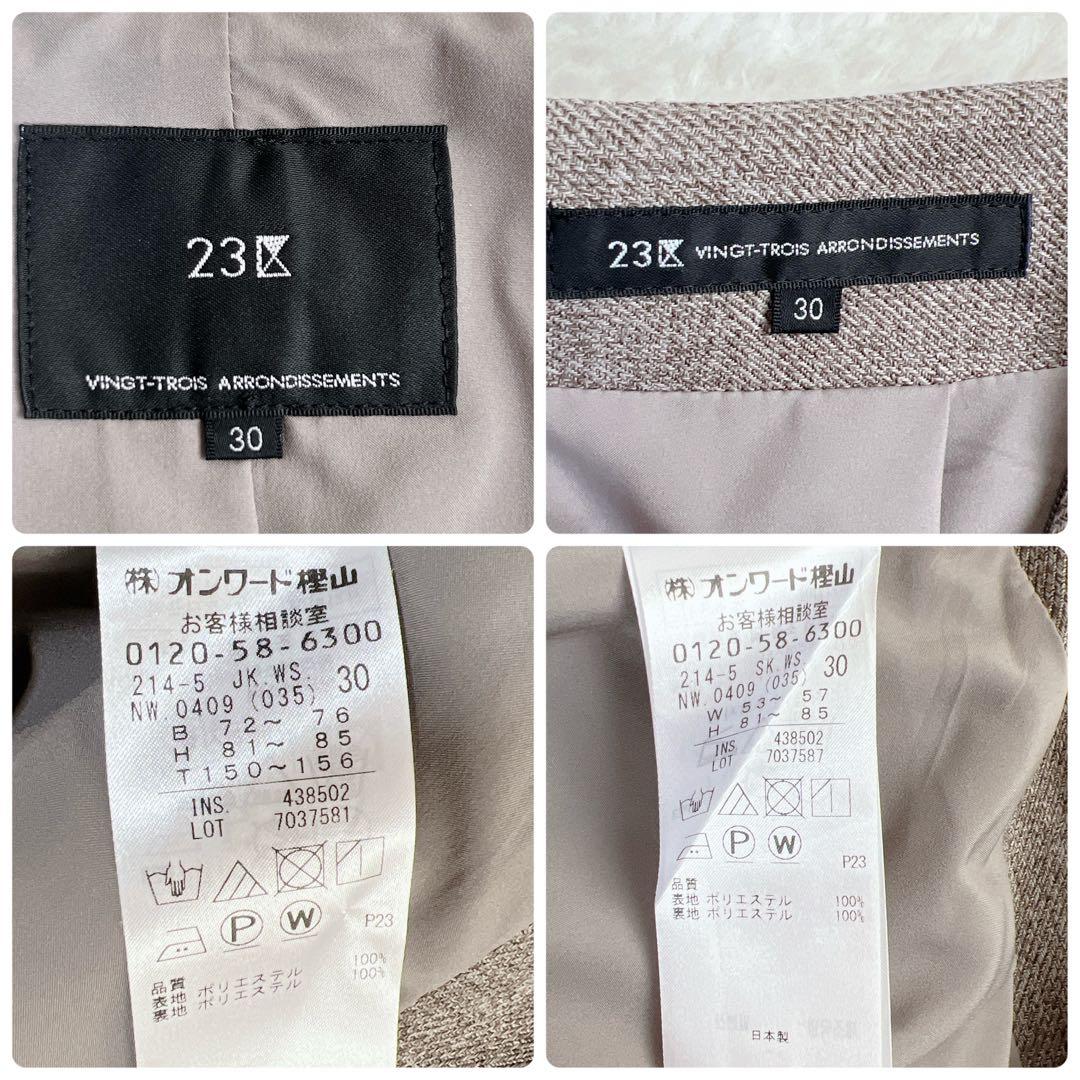 23区
VINGT-TROIS ARRONDISSEMENTS
30
23区 VINGT-TROIS ARRONDISSEMENTS
30
(株)オンワード樫山
お客様相談室
0120-58-6300
214-5 JK.WS. 30
NW.0409 (035)
B 72~ 76
H 81~ 85
T 150~156
INS. 438502
LOT 7037581
P W P23
品質
表地 ポリエステル 100%
裏地 ポリエステル 100%
(株)オンワード樫山
お客様相談室
0120-58-6300
214-5 SK.WS. 30
NW.0409 (035)
W 53~ 57
H 81~ 85
INS. 438502
LOT 7037587
P W P23
品質
表地 ポリエステル 100%
裏地 ポリエステル 100%
日本製